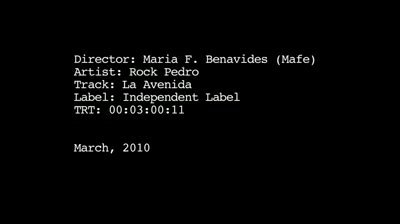 Director: Maria F. Benavides (Mafe)
Artist: Rock Pedro
Track: La Avenida
Label: Independent Label
TRT: 00:03:00:11
March, 2010